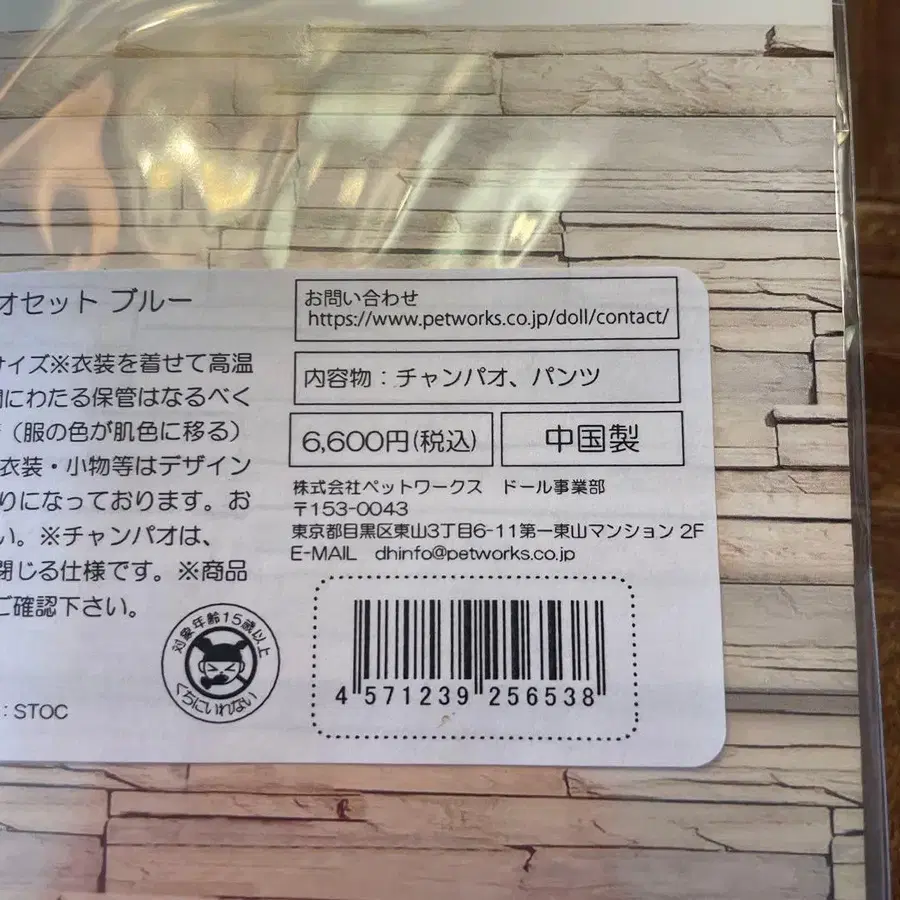 オセット ブルー
サイズ※衣装を着せて高温
間にわたる保管はなるべく
（服の色が肌色に移る）
衣装・小物等はデザイン
りになっております。お
い。※チャンパオは、
閉じる仕様です。※商品
ご確認下さい。
対象年齢15歳以上
くちにいれない
: STOC
お問い合わせ
https://www.petworks.co.jp/doll/contact/
内容物：チャンパオ、パンツ
6,600円(税込)
中国製
株式会社ペットワークス ドール事業部
〒153-0043
東京都目黒区東山3丁目6-11第一東山マンション 2F
E-MAIL dhinfo@petworks.co.jp
4 571239 256538